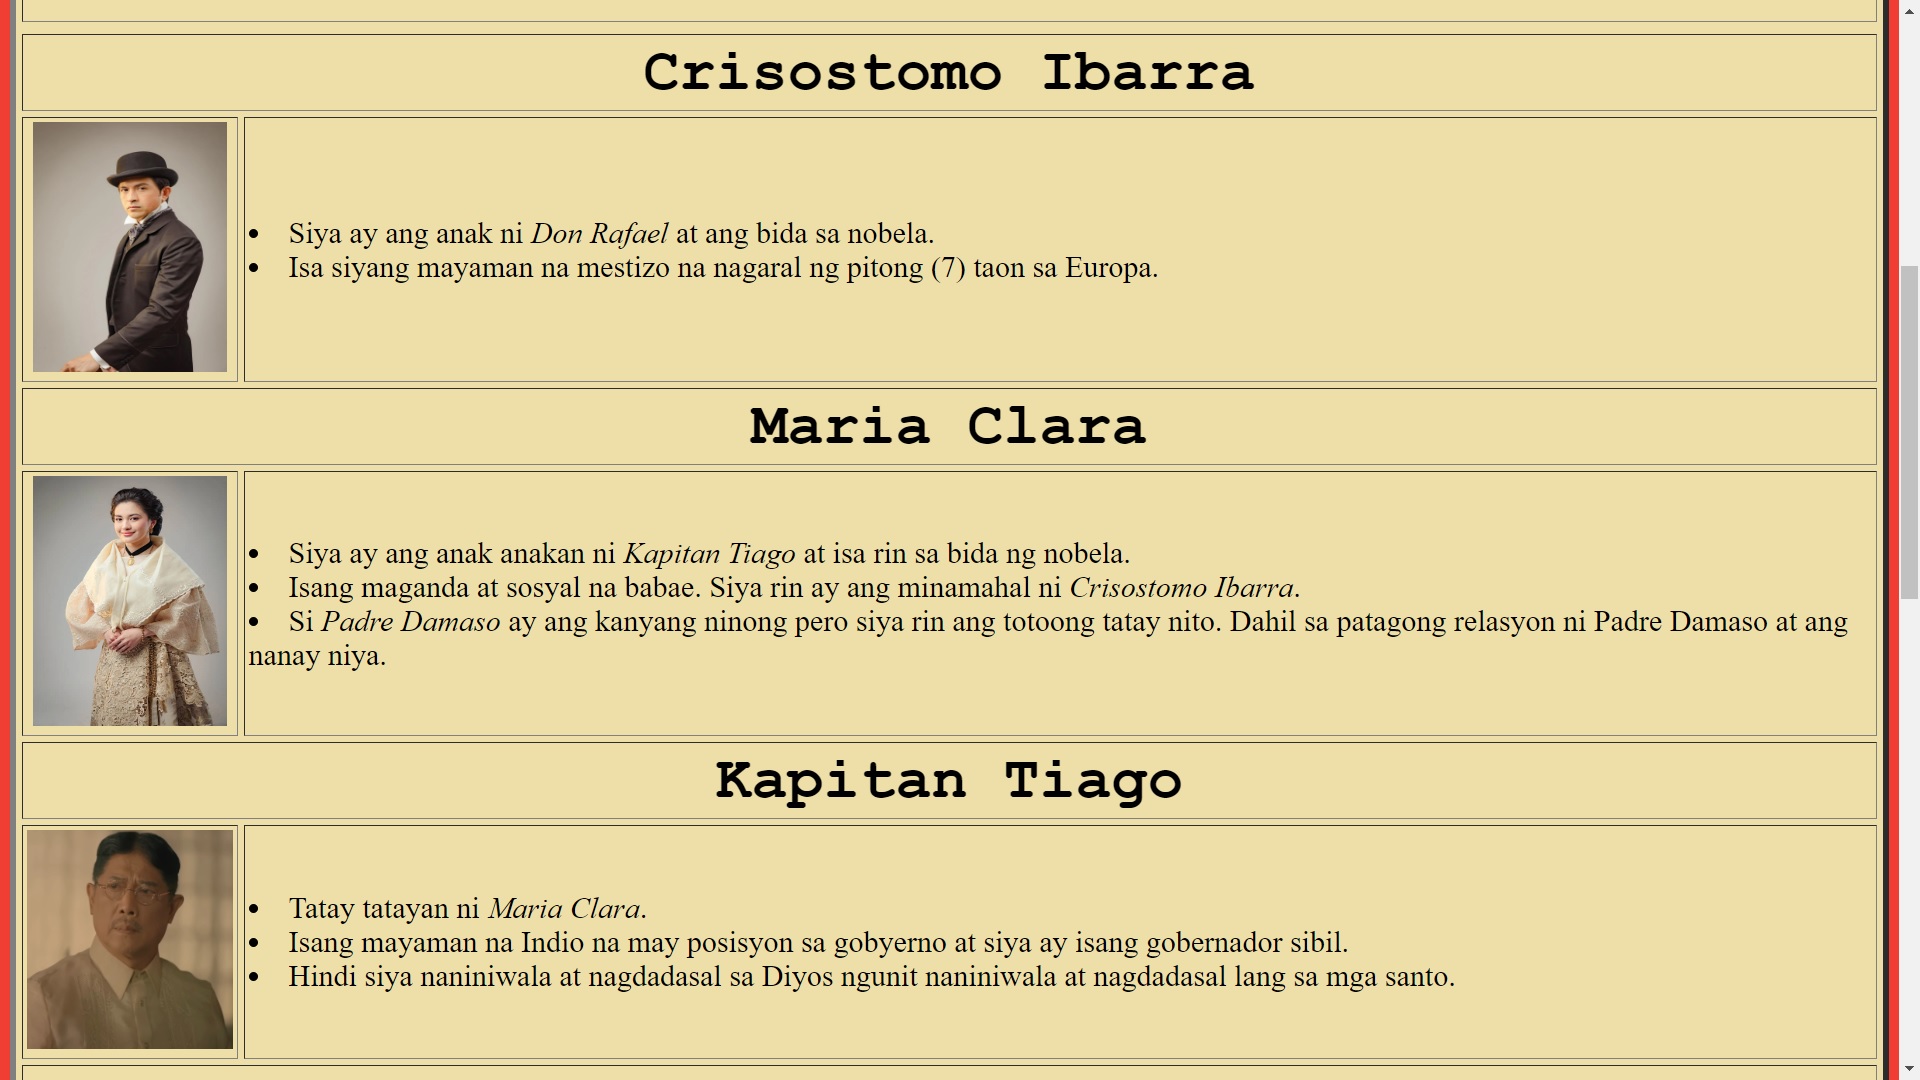 Crisostomo Ibarra
• Siya ay ang anak ni Don Rafael at ang bida sa nobela.
• Isa siyang mayaman na mestizo na nagaral ng pitong (7) taon sa Europa.
Maria Clara
• Siya ay ang anak anakan ni Kapitan Tiago at isa rin sa bida ng nobela.
• Isang maganda at sosyal na babae. Siya rin ay ang minamahal ni Crisostomo Ibarra.
• Si Padre Damaso ay ang kanyang ninong pero siya rin ang totoong tatay nito. Dahil sa patagong relasyon ni Padre Damaso at ang
nanay niya.
Kapitan Tiago
• Tatay tatayan ni Maria Clara.
• Isang mayaman na Indio na may posisyon sa gobyerno at siya ay isang gobernador sibil.
• Hindi siya naniniwala at nagdadasal sa Diyos ngunit naniniwala at nagdadasal lang sa mga santo.